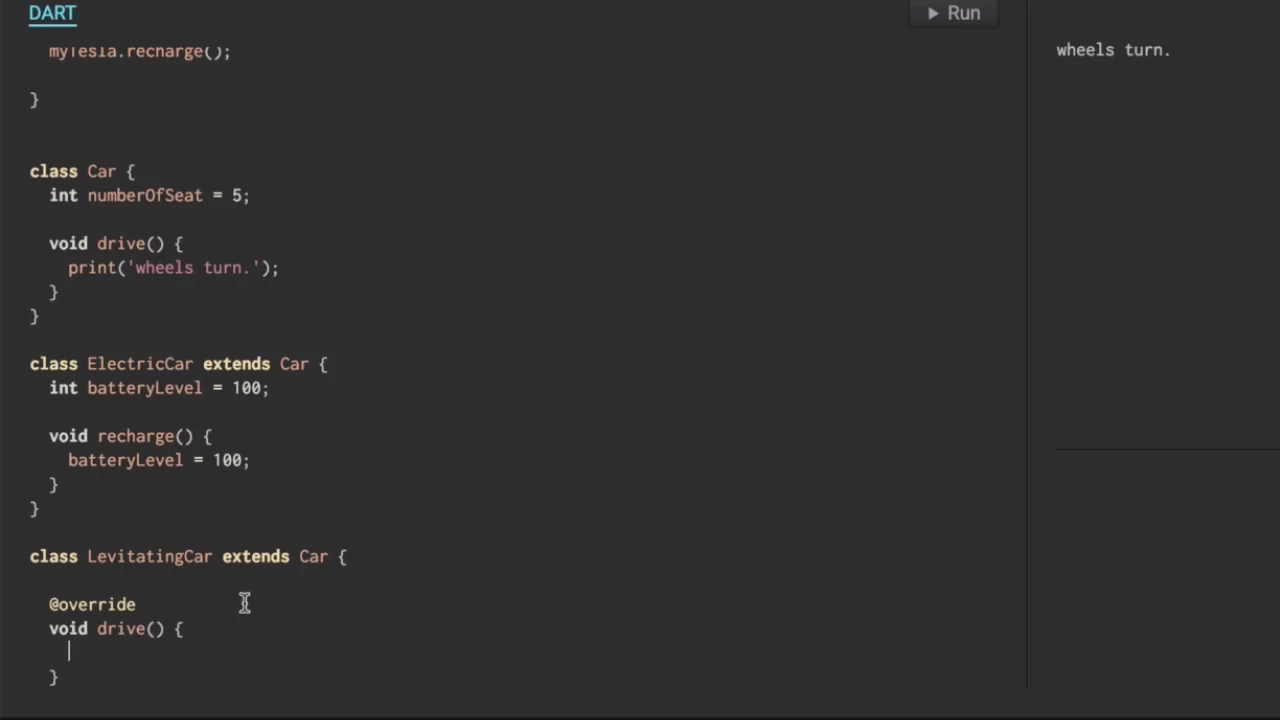 DART
Run
myTesla.recharge();
}
class Car {
int numberOfSeat = 5;
void drive() {
print('wheels turn.');
}
}
class ElectricCar extends Car {
int batteryLevel = 100;
void recharge() {
batteryLevel = 100;
}
}
class LevitatingCar extends Car {
@override
void drive() {
}
wheels turn.